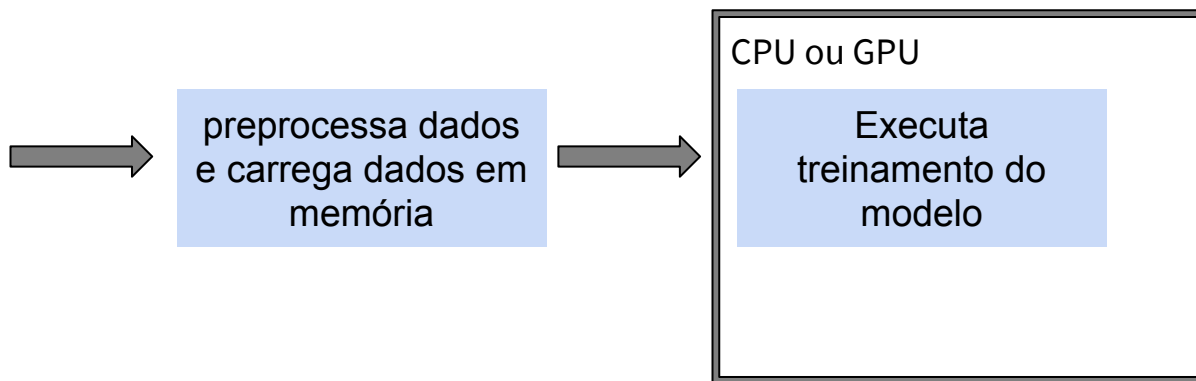 CPU ou GPU
preprocessa dados
e carrega dados em
memória
Executa
treinamento do
modelo